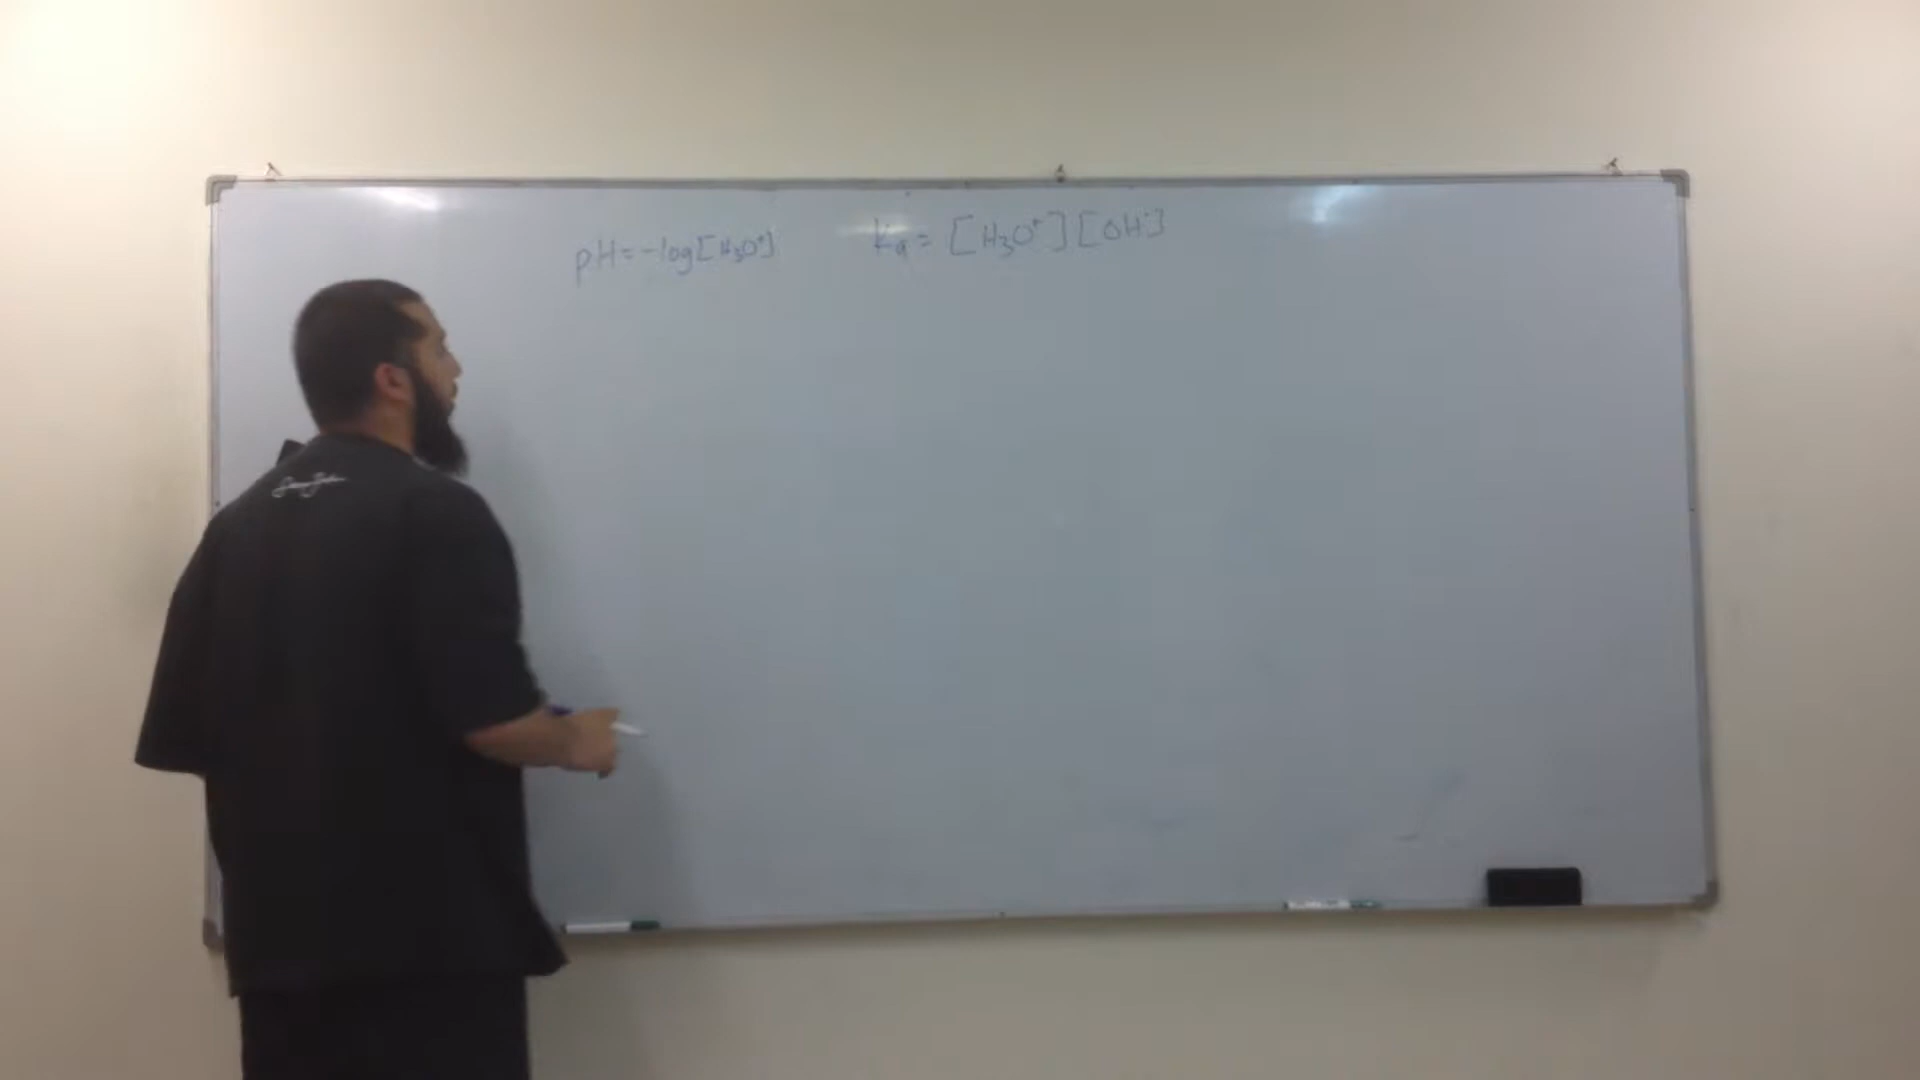 pH=-log[H₃O⁺] ka= [H₃O⁺][OH⁻]